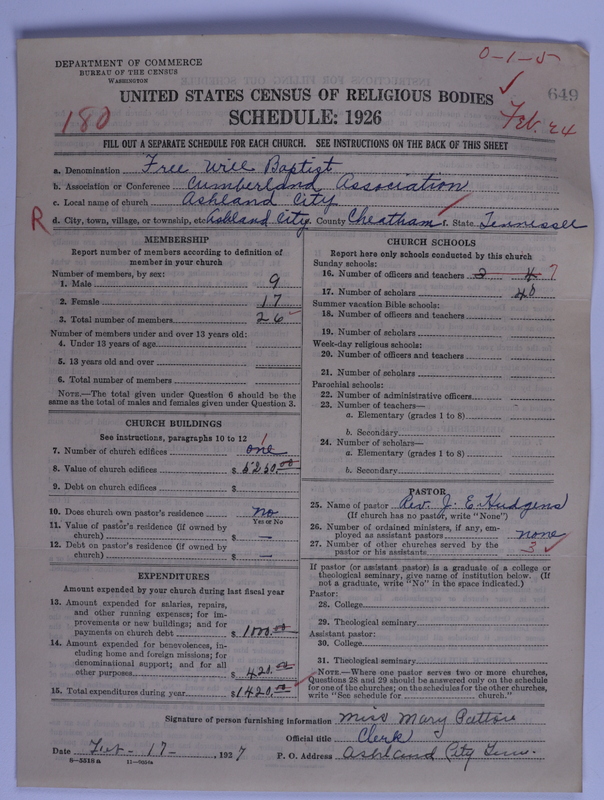 DEPARTMENT OF COMMERCE
BUREAU OF THE CENSUS
WASHINGTON
0-1-5
649
UNITED STATES CENSUS OF RELIGIOUS BODIES
180
SCHEDULE: 1926
Feb. 24
FILL OUT A SEPARATE SCHEDULE FOR EACH CHURCH. SEE INSTRUCTIONS ON THE BACK OF THIS SHEET
a. Denomination Free Will Baptist
b. Association or Conference Cumberland Association
c. Local name of church Ashland City
R d. City, town, village, or township, etc. Ashland City e. County Cheatham f. State Tennessee
MEMBERSHIP
Report number of members according to definition of
member in your church
Number of members, by sex:
1. Male 9
2. Female 17
3. Total number of members 26
Number of members under and over 13 years old:
4. Under 13 years of age
5. 13 years old and over
6. Total number of members
NOTE.—The total given under Question 6 should be the
same as the total of males and females given under Question 3.
CHURCH BUILDINGS
See instructions, paragraphs 10 to 12
7. Number of church edifices one
8. Value of church edifices $ 5250.00
9. Debt on church edifices $
10. Does church own pastor's residence no
Yes or No
11. Value of pastor's residence (if owned by
church) $ —
12. Debt on pastor's residence (if owned by
church) $ —
EXPENDITURES
Amount expended by your church during last fiscal year
13. Amount expended for salaries, repairs,
and other running expenses; for im-
provements or new buildings; and for
payments on church debt $ 1000.00
14. Amount expended for benevolences, in-
cluding home and foreign missions; for
denominational support; and for all
other purposes $ 420.00
15. Total expenditures during year $ 1420.00
CHURCH SCHOOLS
Report here only schools conducted by this church
Sunday schools:
16. Number of officers and teachers 3 4 7
17. Number of scholars 40
Summer vacation Bible schools:
18. Number of officers and teachers
19. Number of scholars
Week-day religious schools:
20. Number of officers and teachers
21. Number of scholars
Parochial schools:
22. Number of administrative officers
23. Number of teachers—
a. Elementary (grades 1 to 8)
b. Secondary
24. Number of scholars—
a. Elementary (grades 1 to 8)
b. Secondary
PASTOR
25. Name of pastor Rev. J. E. Hudgens
(If church has no pastor, write "None")
26. Number of ordained ministers, if any, em-
ployed as assistant pastors none
27. Number of other churches served by the
pastor or his assistants 3
If pastor (or assistant pastor) is a graduate of a college or
theological seminary, give name of institution below. (If
not a graduate, write "No" in the space indicated.)
Pastor:
28. College
29. Theological seminary
Assistant pastor:
30. College
31. Theological seminary
NOTE.—Where one pastor serves two or more churches,
Questions 28 and 29 should be answered only on the schedule
for one of the churches; on the schedules for the other churches,
write "See schedule for church."
Signature of person furnishing information Miss Mary Patton
Official title Clerk
Date Feb - 17 - , 1927 P. O. Address Ashland City Tenn.
8—5518a 11—9054a